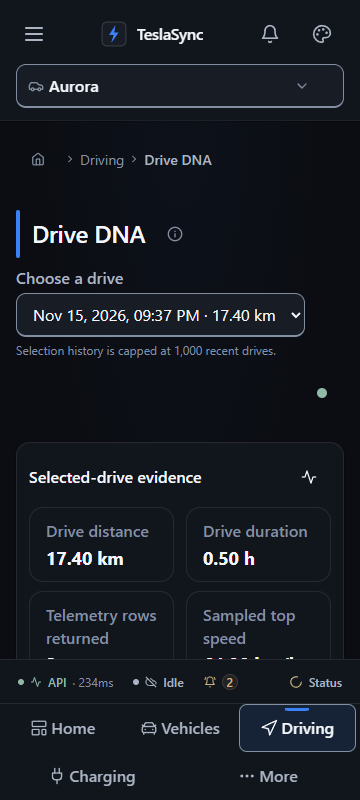 TeslaSync
Aurora
Driving
Drive DNA
Drive DNA
Choose a drive
Nov 15, 2026, 09:37 PM · 17.40 km
Selection history is capped at 1,000 recent drives.
Selected-drive evidence
Drive distance
17.40 km
Drive duration
0.50 h
Telemetry rows
returned
Sampled top
speed
API · 234ms
Idle
2
Status
Home
Vehicles
Driving
Charging
More